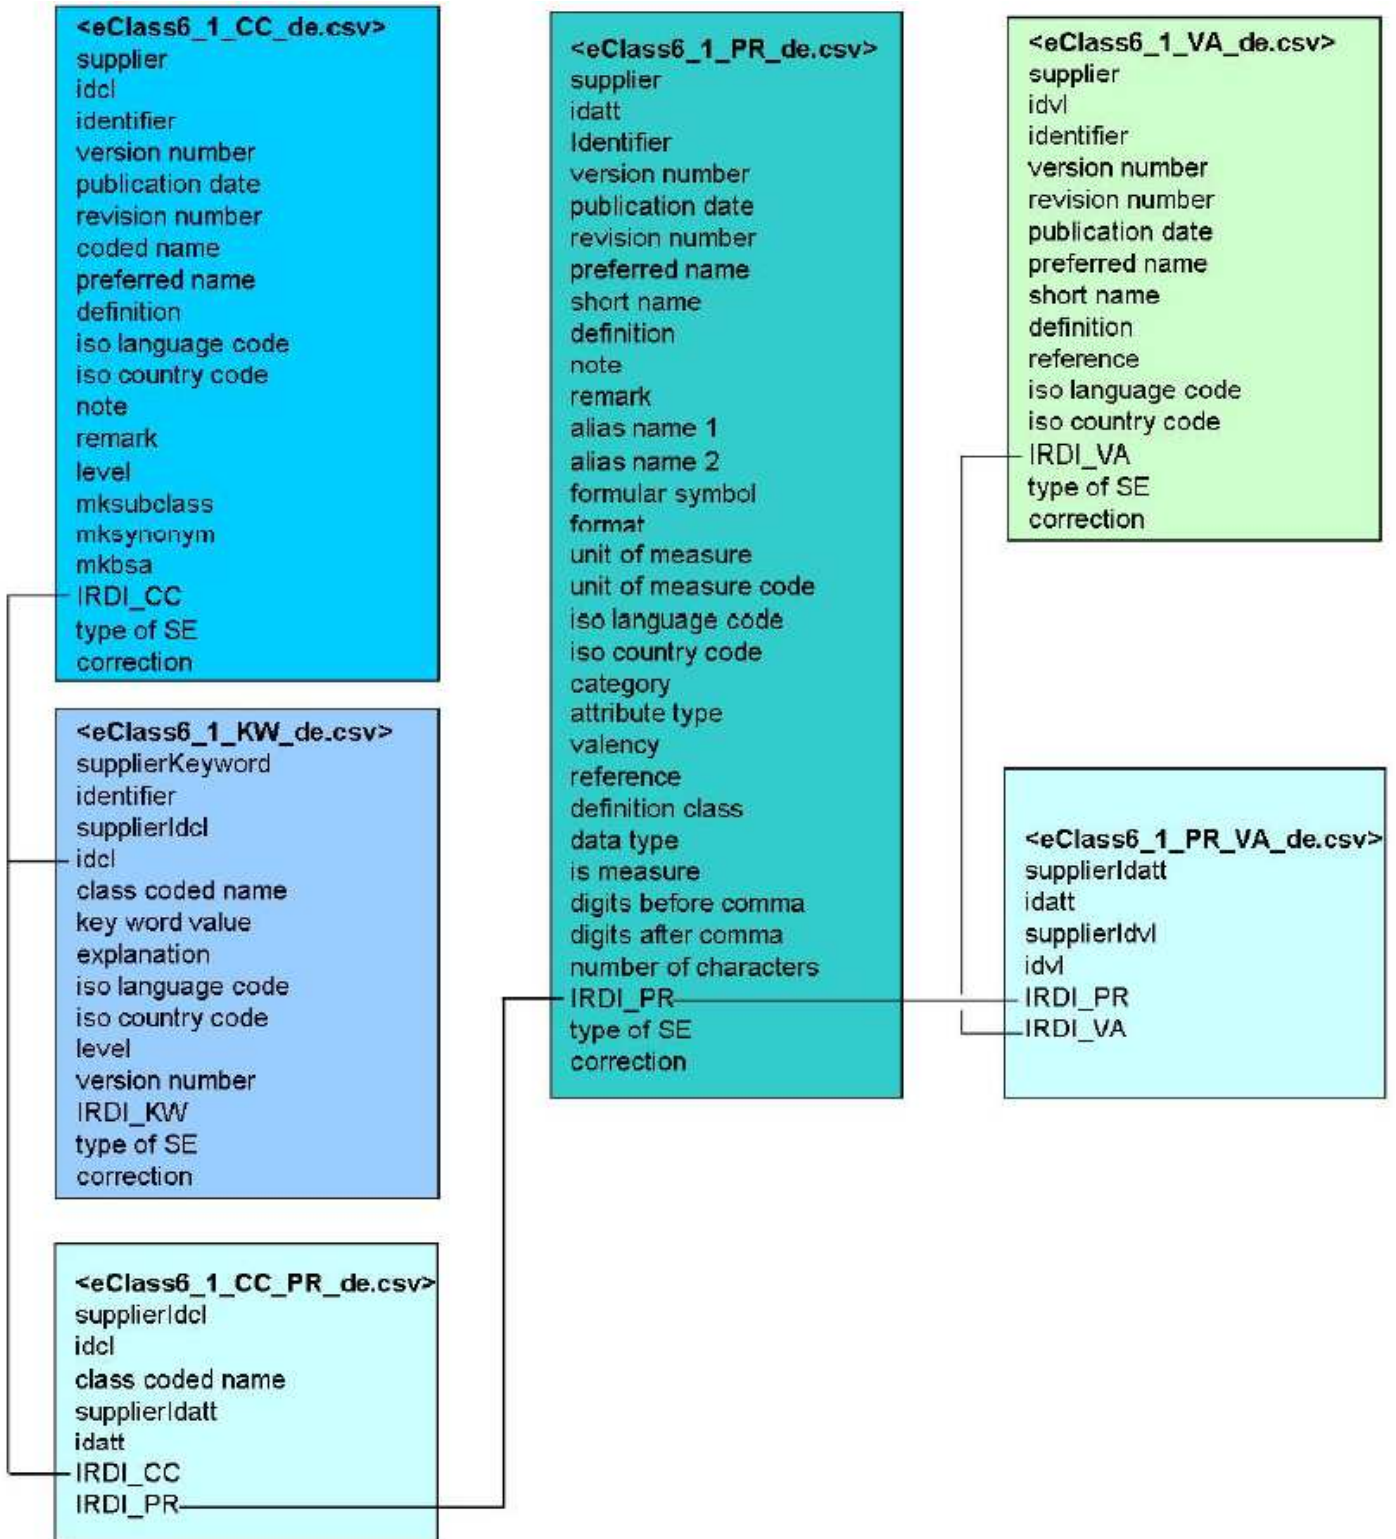 <eClass6_1_CC_de.csv>
supplier
idcl
identifier
version number
publication date
revision number
coded name
preferred name
definition
iso language code
iso country code
note
remark
level
mksubclass
mksynonym
mkbsa
IRDI_CC
type of SE
correction
<eClass6_1_KW_de.csv>
supplierKeyword
identifier
supplierIdcl
idcl
class coded name
key word value
explanation
iso language code
iso country code
level
version number
IRDI_KW
type of SE
correction
<eClass6_1_CC_PR_de.csv>
supplierIdcl
idcl
class coded name
supplierIdatt
idatt
IRDI_CC
IRDI_PR
<eClass6_1_PR_de.csv>
supplier
idatt
Identifier
version number
publication date
revision number
preferred name
short name
definition
note
remark
alias name 1
alias name 2
formular symbol
format
unit of measure
unit of measure code
iso language code
iso country code
category
attribute type
valency
reference
definition class
data type
is measure
digits before comma
digits after comma
number of characters
IRDI_PR
type of SE
correction
<eClass6_1_VA_de.csv>
supplier
idvl
identifier
version number
revision number
publication date
preferred name
short name
definition
reference
iso language code
iso country code
IRDI_VA
type of SE
correction
<eClass6_1_PR_VA_de.csv>
supplierIdatt
idatt
supplierIdvl
idvl
IRDI_PR
IRDI_VA